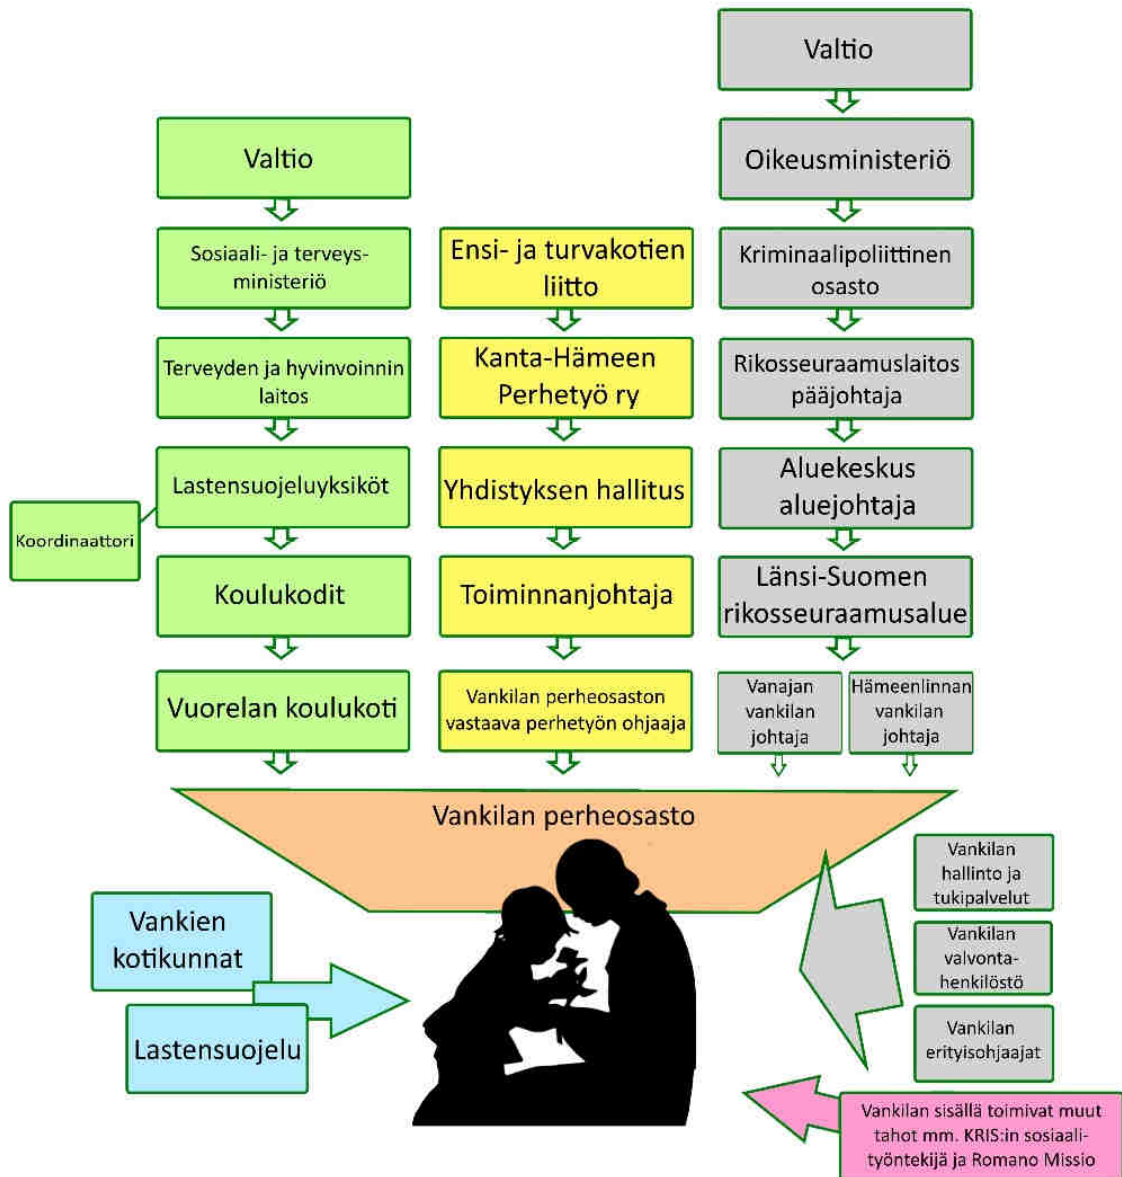 Valtio
Sosiaali- ja terveys-
ministeriö
Terveyden ja hyvinvoinnin
laitos
Lastensuojeluyksiköt
Koordinaattori
Koulukodit
Vuorelan koulukoti
Ensi- ja turvakotien
liitto
Kanta-Hämeen
Perhetyö ry
Yhdistyksen hallitus
Toiminnanjohtaja
Vankilan perheosaston
vastaava perhetyön ohjaaja
Valtio
Oikeusministeriö
Kriminaalipoliittinen
osasto
Rikosseuraamuslaitos
pääjohtaja
Aluekeskus
aluejohtaja
Länsi-Suomen
rikosseuraamusalue
Vanajan
vankilan
johtaja
Hämeenlinnan
vankilan
johtaja
Vankilan perheosasto
Vankien
kotikunnat
Lastensuojelu
Vankilan
hallinto ja
tukipalvelut
Vankilan
valvonta-
henkilöstö
Vankilan
erityisohjaajat
Vankilan sisällä toimivat muut
tahot mm. KRIS:in sosiaali-
työntekijä ja Romano Missio